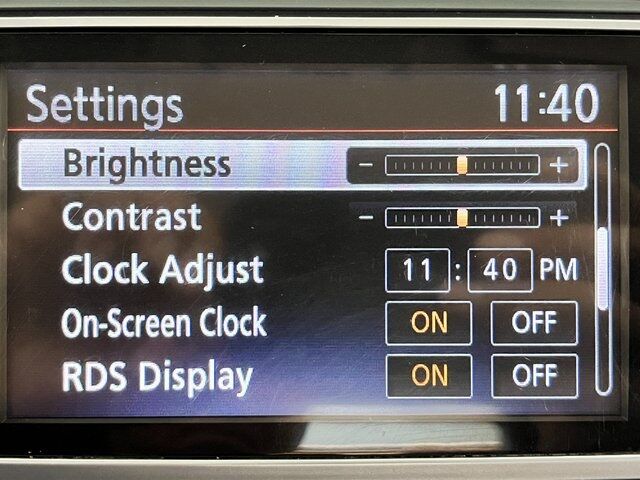 Settings 11:40
Brightness - +
Contrast - +
Clock Adjust 11 : 40 PM
On-Screen Clock ON OFF
RDS Display ON OFF